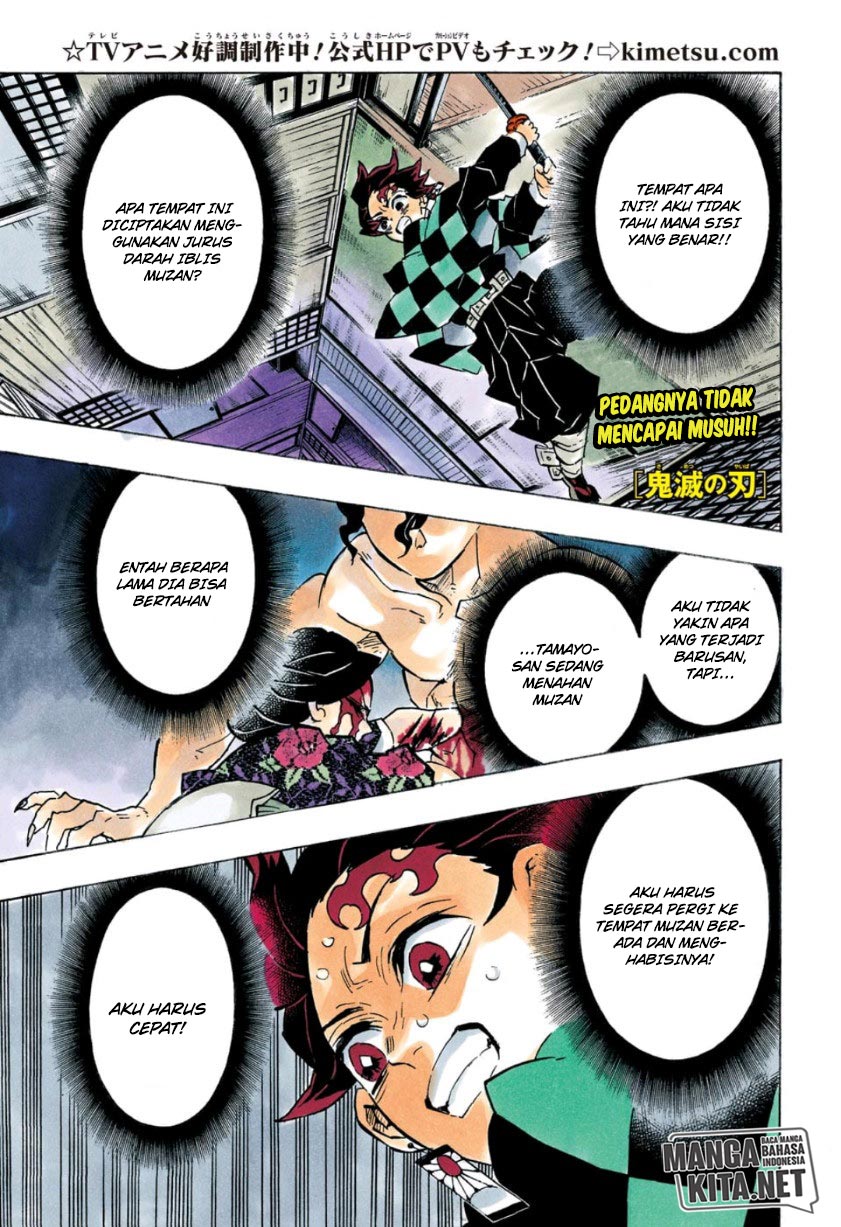 ☆TVアニメ好調制作中!公式HPでPVもチェック!⇨kimetsu.com
TEMPAT APA
INI?! AKU TIDAK
TAHU MANA SISI
YANG BENAR!!
APA TEMPAT INI
DICIPTAKAN MENG-
GUNAKAN JURUS
DARAH IBLIS
MUZAN?
PEDANGNYA TIDAK
MENCAPAI MUSUH!!
[鬼滅の刃]
AKU TIDAK
YAKIN APA
YANG TERJADI
BARUSAN,
TAPI...
...TAMAYO-
SAN SEDANG
MENAHAN
MUZAN
ENTAH BERAPA
LAMA DIA BISA
BERTAHAN
AKU HARUS
SEGERA PERGI KE
TEMPAT MUZAN BER-
ADA DAN MENG-
HABISINYA!
AKU HARUS
CEPAT!
MANGA BACA MANGA
BAHASA
INDONESIA
KITA.NET